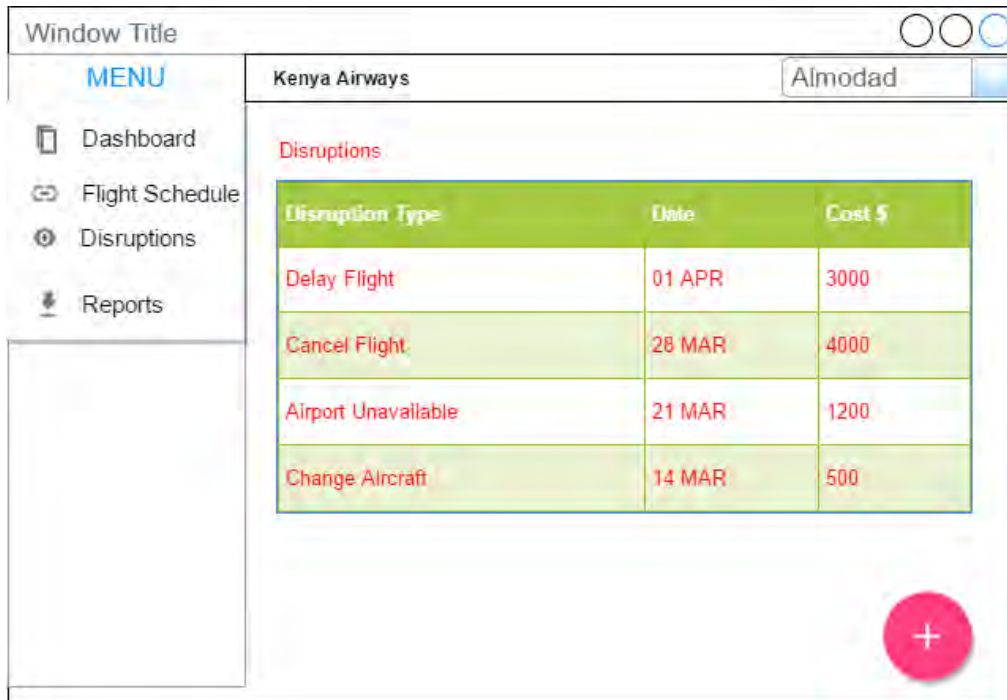 Window Title
MENU
Kenya Airways
Almodad
Dashboard
Flight Schedule
Disruptions
Reports
Disruptions
Disruption Type Date Cost $
Delay Flight 01 APR 3000
Cancel Flight 28 MAR 4000
Airport Unavailable 21 MAR 1200
Change Aircraft 14 MAR 500
+